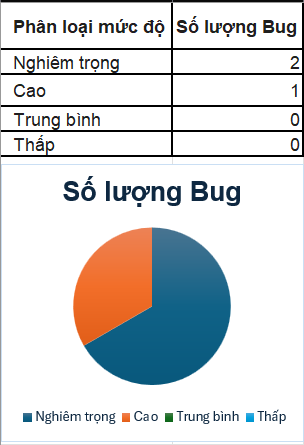 Phân loại mức độ Số lượng Bug
Nghiêm trọng 2
Cao 1
Trung bình 0
Thấp 0
Số lượng Bug
Nghiêm trọng Cao Trung bình Thấp